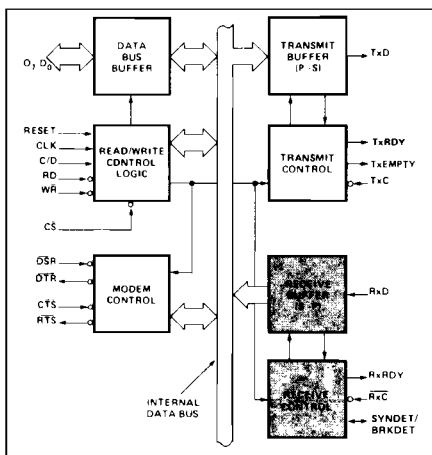 DATA
BUS
BUFFER
D7 D0
TRANSMIT
BUFFER
(P - S)
TxD
RESET
CLK
C/D
RD
WR
CS
READ/WRITE
CONTROL
LOGIC
TRANSMIT
CONTROL
TxRDY
TxEMPTY
TxC
DSR
DTR
CTS
RTS
MODEM
CONTROL
RECEIVE
BUFFER
(S - P)
RxD
INTERNAL
DATA BUS
RECEIVE
CONTROL
RxRDY
RxC
SYNDET/
BRKDET